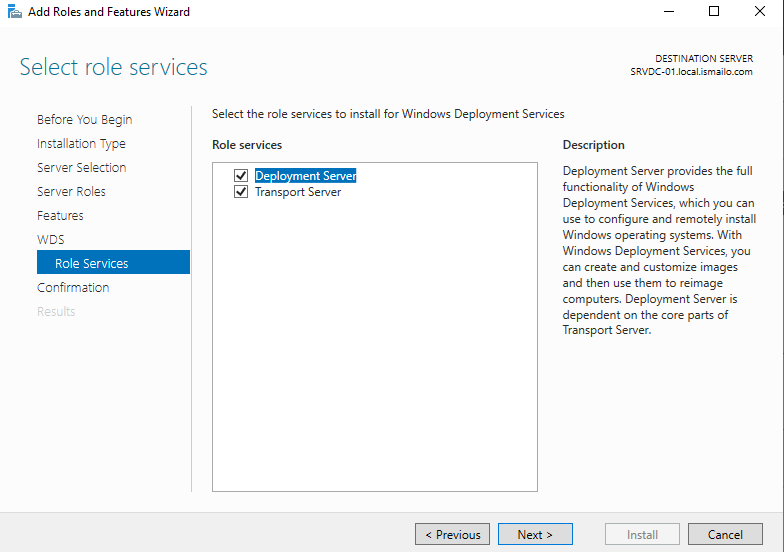 Add Roles and Features Wizard
Select role services
DESTINATION SERVER
SRVDC-01.local.ismailo.com
Before You Begin
Installation Type
Server Selection
Server Roles
Features
WDS
Role Services
Confirmation
Results
Select the role services to install for Windows Deployment Services
Role services
Deployment Server
Transport Server
Description
Deployment Server provides the full
functionality of Windows
Deployment Services, which you can
use to configure and remotely install
Windows operating systems. With
Windows Deployment Services, you
can create and customize images
and then use them to reimage
computers. Deployment Server is
dependent on the core parts of
Transport Server.
< Previous
Next >
Install
Cancel